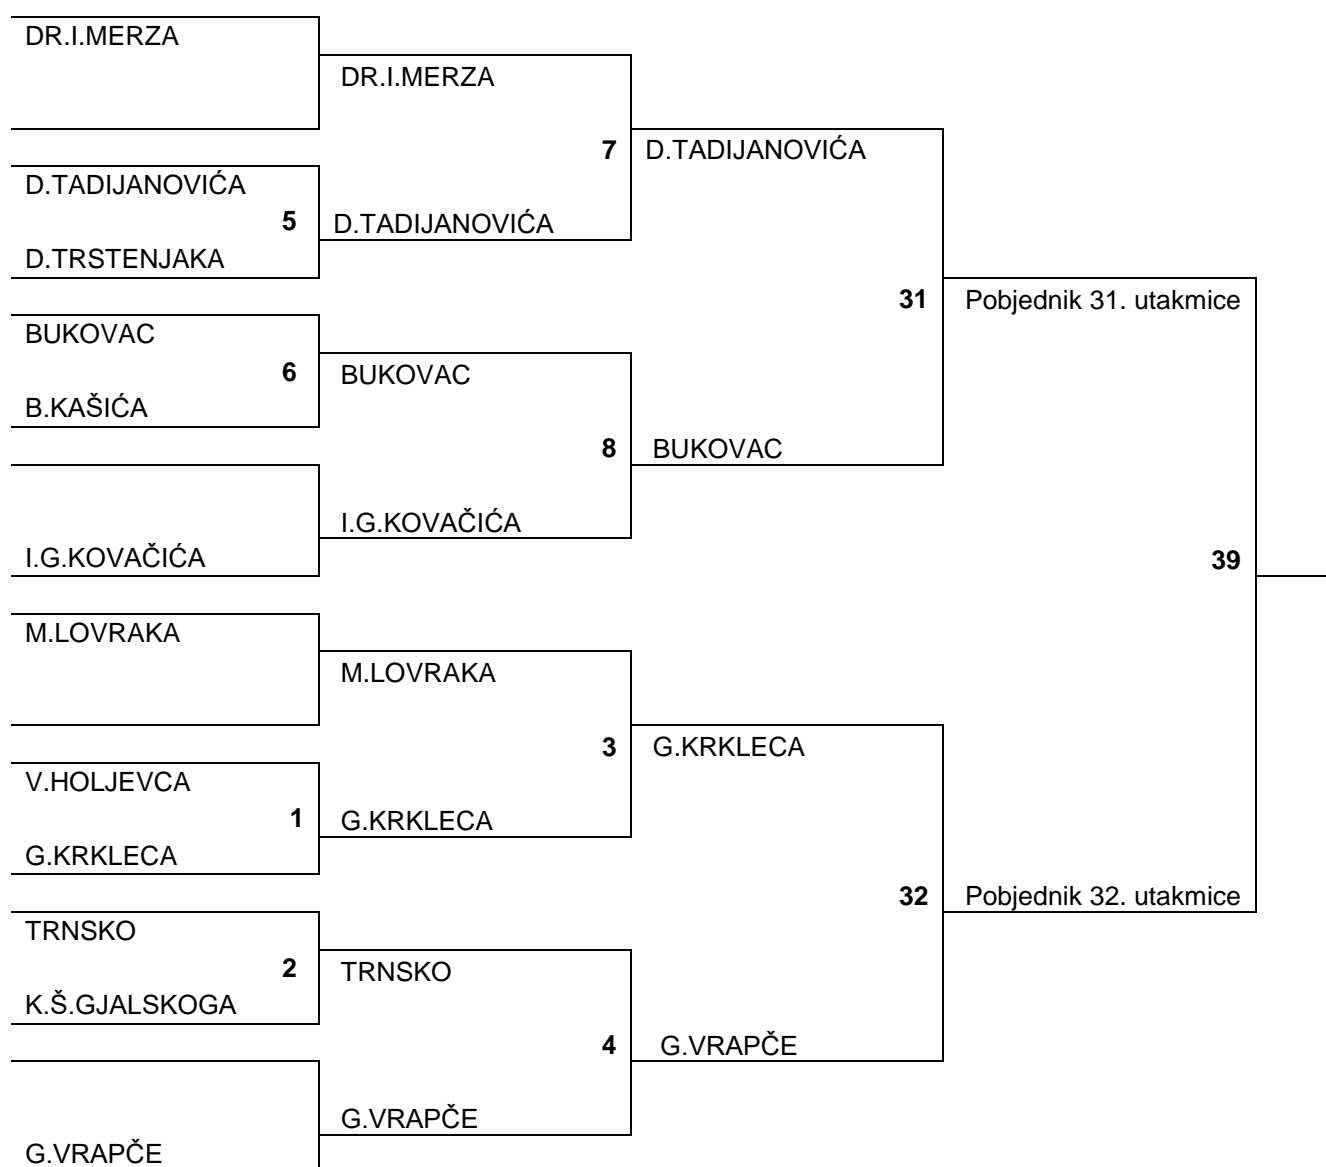 DR.I.MERZA
DR.I.MERZA
7 D.TADIJANOVIĆA
D.TADIJANOVIĆA
5 D.TADIJANOVIĆA
D.TRSTENJAKA
31 Pobjednik 31. utakmice
BUKOVAC
6 BUKOVAC
B.KAŠIĆA
8 BUKOVAC
I.G.KOVAČIĆA
I.G.KOVAČIĆA
39
M.LOVRAKA
M.LOVRAKA
3 G.KRKLECA
V.HOLJEVCA
1 G.KRKLECA
G.KRKLECA
32 Pobjednik 32. utakmice
TRNSKO
2 TRNSKO
K.Š.GJALSKOGA
4 G.VRAPČE
G.VRAPČE
G.VRAPČE